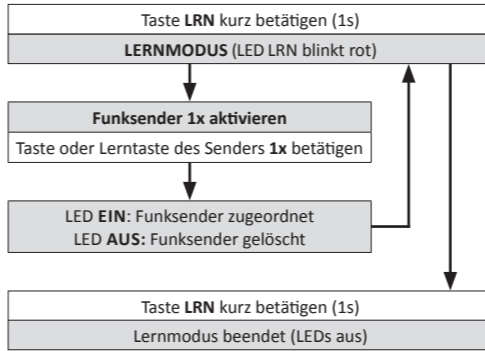 Taste LRN kurz betätigen (1s)
LERNMODUS (LED LRN blinkt rot)
Funksender 1x aktivieren
Taste oder Lerntaste des Senders 1x betätigen
LED EIN: Funksender zugeordnet
LED AUS: Funksender gelöscht
Taste LRN kurz betätigen (1s)
Lernmodus beendet (LEDs aus)